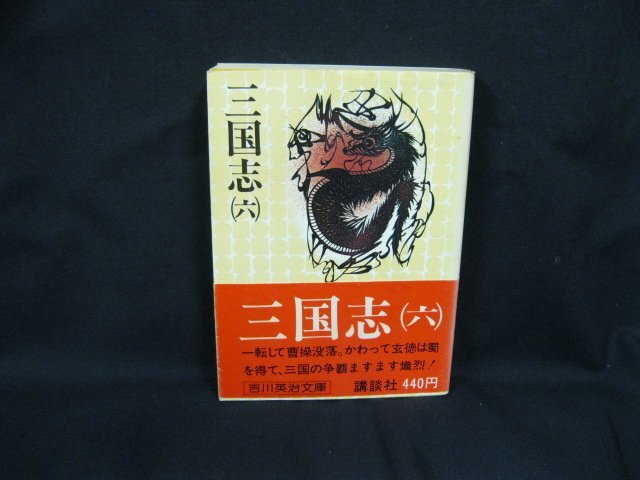 三国志(六)
三国志(六)
一転して曹操没落。かわって玄徳は蜀
を得て、三国の争覇ますます熾烈!
吉川英治文庫 講談社 440円